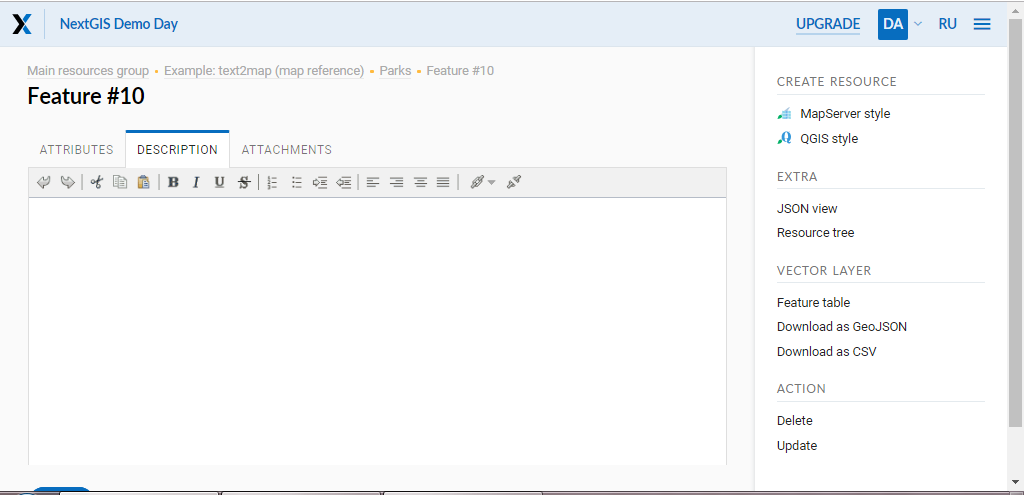 NextGIS Demo Day
UPGRADE DA RU
Main resources group • Example: text2map (map reference) • Parks • Feature #10
Feature #10
ATTRIBUTES DESCRIPTION ATTACHMENTS
B I U S
CREATE RESOURCE
MapServer style
QGIS style
EXTRA
JSON view
Resource tree
VECTOR LAYER
Feature table
Download as GeoJSON
Download as CSV
ACTION
Delete
Update